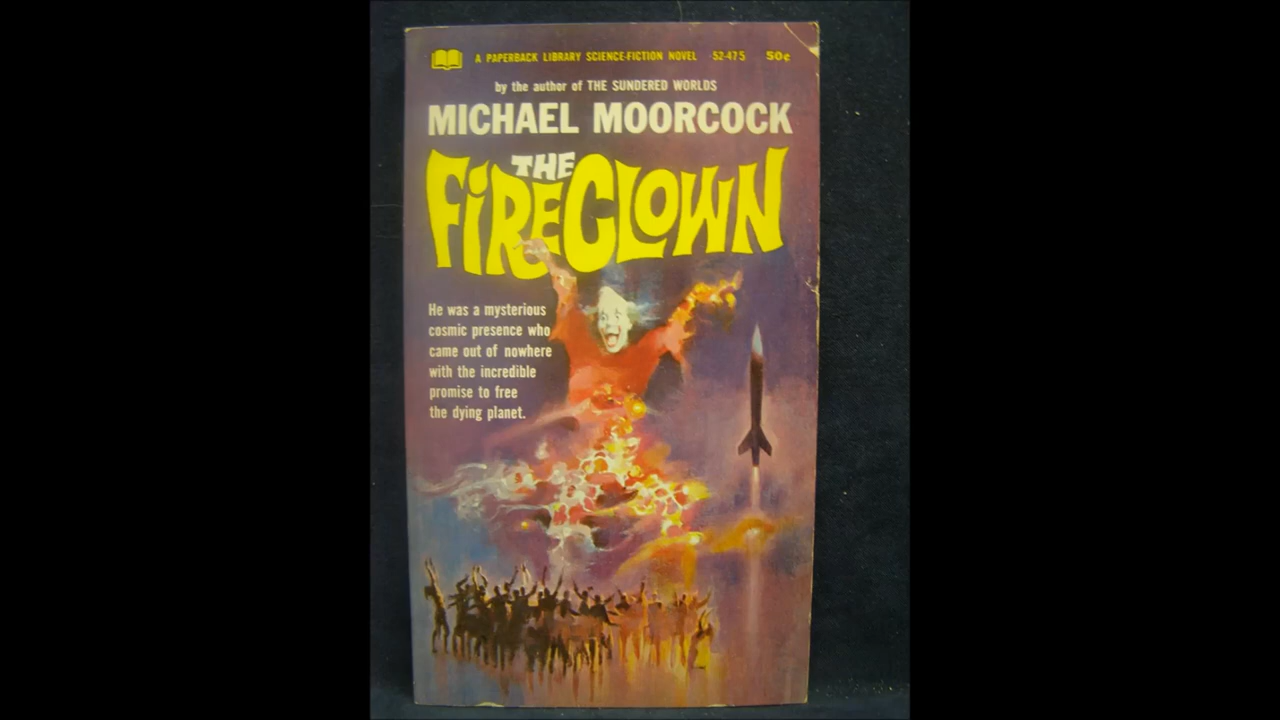 A PAPERBACK LIBRARY SCIENCE-FICTION NOVEL 52-475 50¢
by the author of THE SUNDERED WORLDS
MICHAEL MOORCOCK
THE
FiRECLOWN
He was a mysterious
cosmic presence who
came out of nowhere
with the incredible
promise to free
the dying planet.